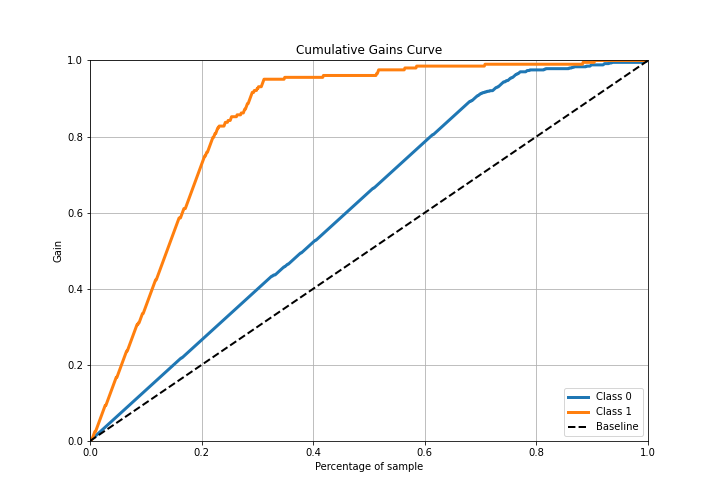 Cumulative Gains Curve
1.0
0.8
0.6
0.4
0.2
0.0
Gain
0.0 0.2 0.4 0.6 0.8 1.0
Percentage of sample
Class 0
Class 1
Baseline